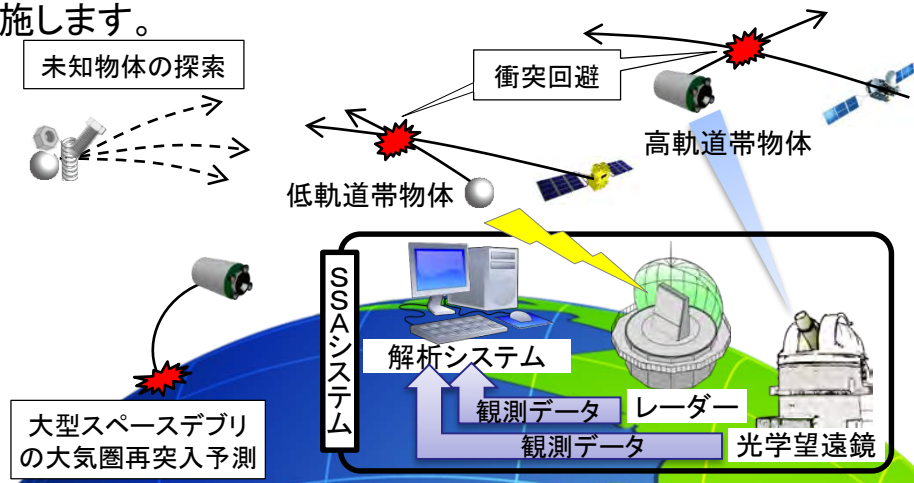 施します。
未知物体の探索
衝突回避
高軌道帯物体
低軌道帯物体
SSAシステム
解析システム
観測データ
レーダー
観測データ
光学望遠鏡
大型スペースデブリ
の大気圏再突入予測